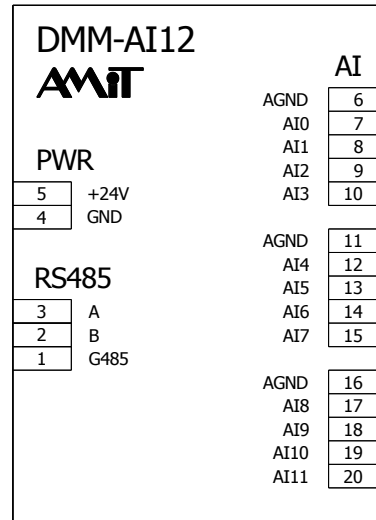 DMM-AI12
AMiT
PWR
5 +24V
4 GND
RS485
3 A
2 B
1 G485
AI
AGND 6
AI0 7
AI1 8
AI2 9
AI3 10
AGND 11
AI4 12
AI5 13
AI6 14
AI7 15
AGND 16
AI8 17
AI9 18
AI10 19
AI11 20